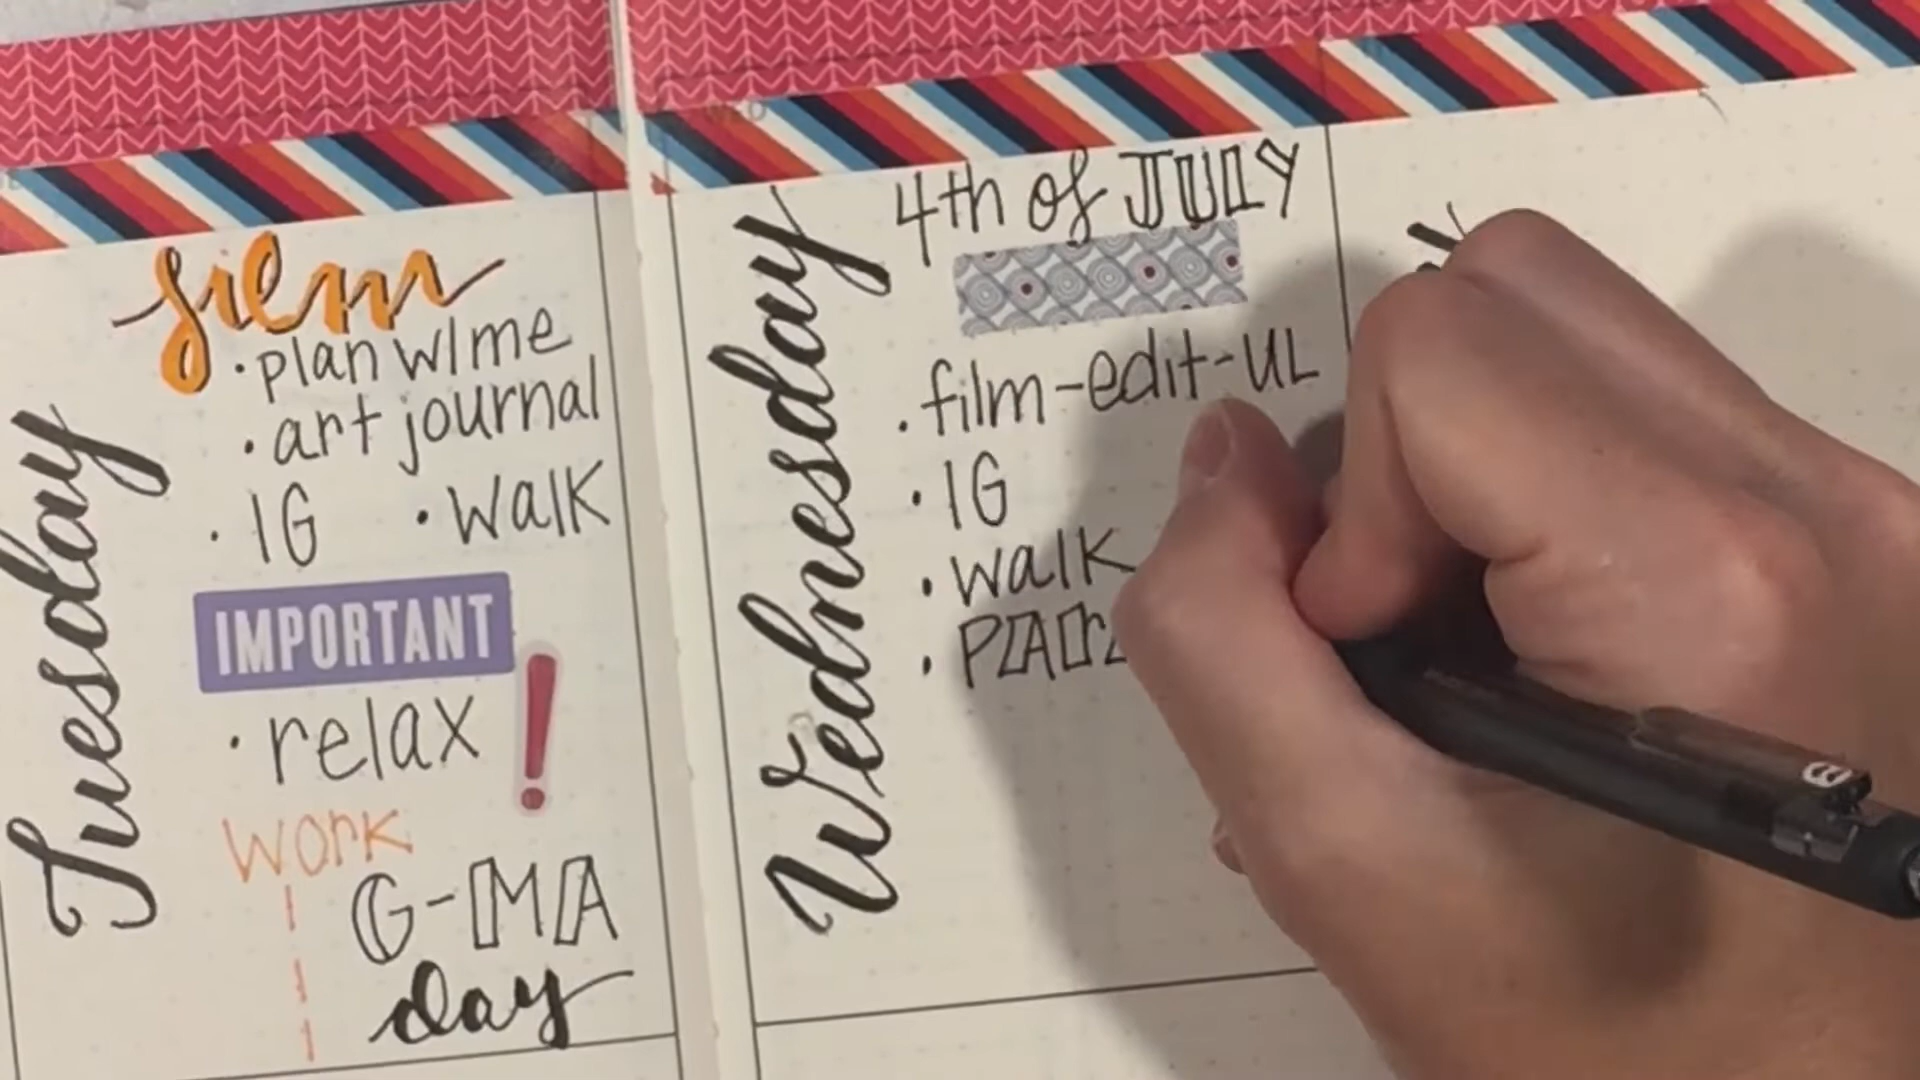 Tuesday
film
· plan w/me
· art journal
· IG · walk
IMPORTANT
· relax !
work
G-MA
day
Wednesday
4th of JULY
· film-edit-UL
· IG
· walk